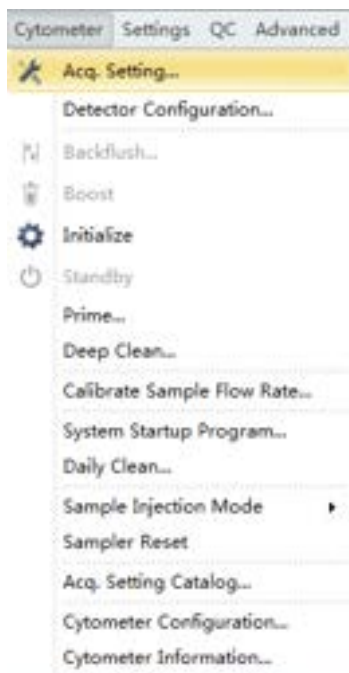 Cytometer Settings QC Advanced
Acq. Setting...
Detector Configuration...
Backflush...
Boost
Initialize
Standby
Prime...
Deep Clean...
Calibrate Sample Flow Rate...
System Startup Program...
Daily Clean...
Sample Injection Mode
Sampler Reset
Acq. Setting Catalog...
Cytometer Configuration...
Cytometer Information...